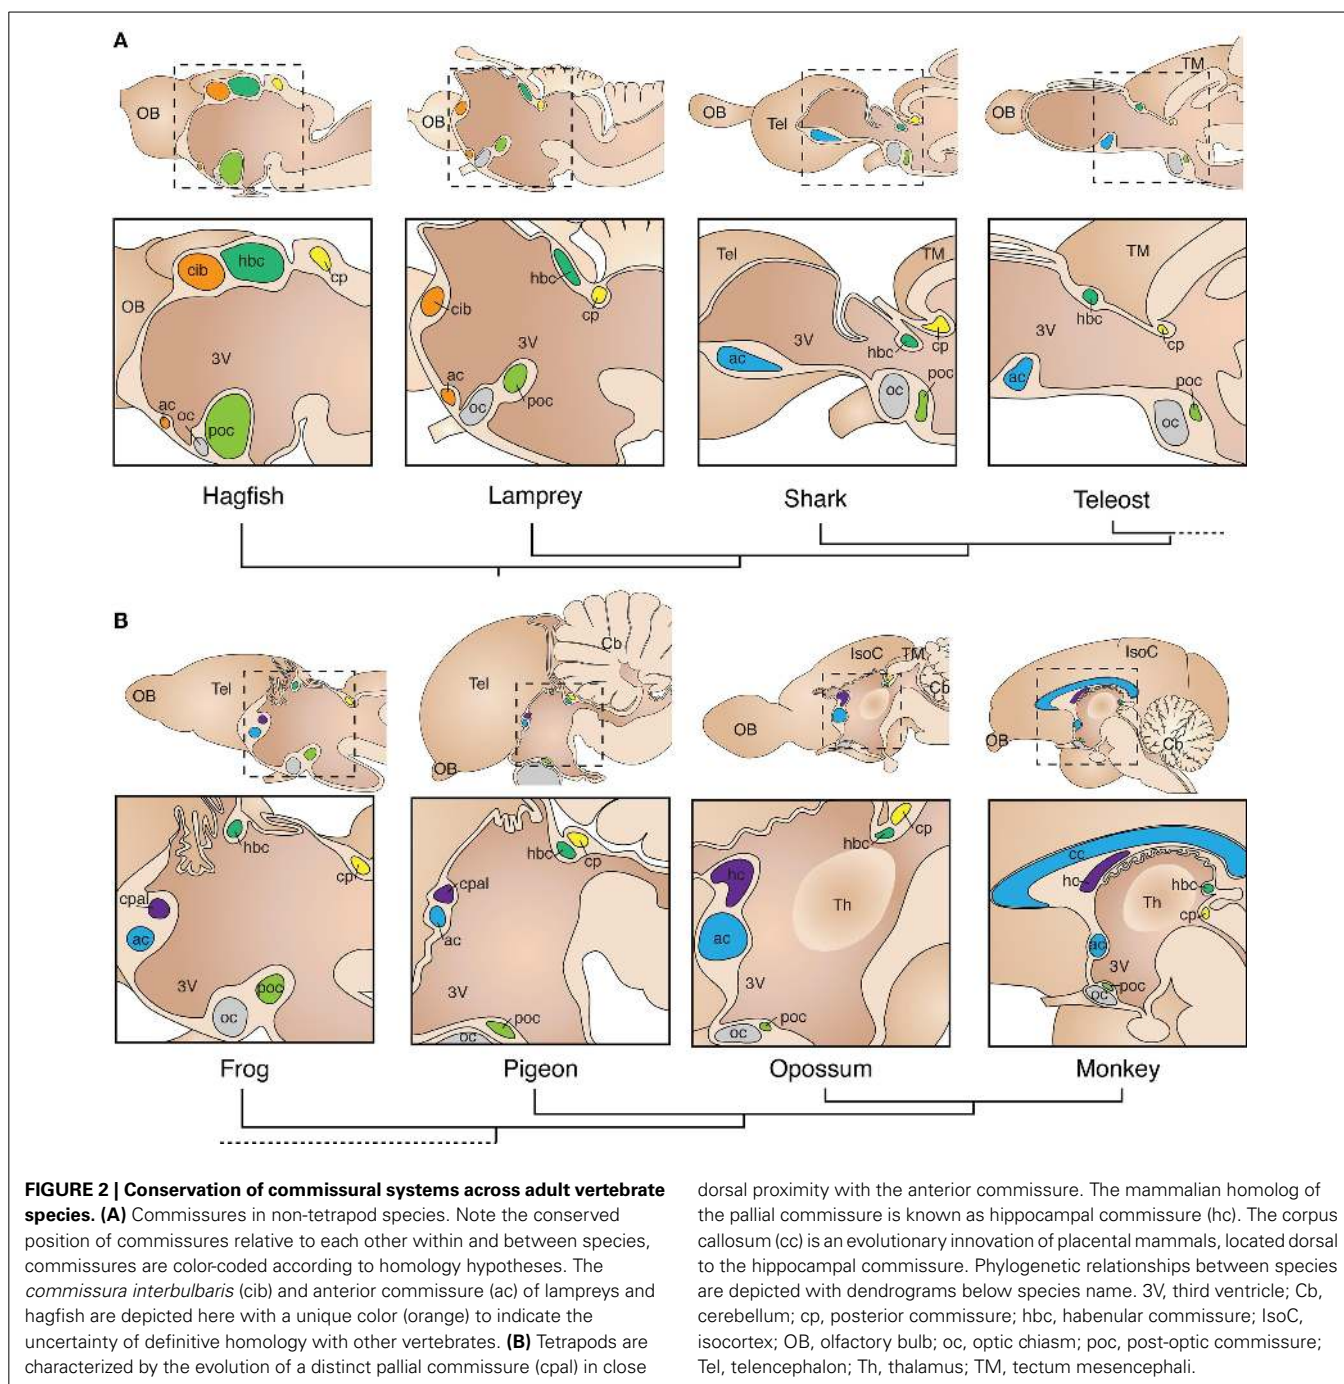 A
OB
OB
OB
Tel
OB
TM
cib
hbc
cp
OB
3V
ac
oc
poc
hbc
cib
cp
3V
ac
oc
poc
Tel
TM
3V
ac
hbc
cp
oc
poc
TM
3V
hbc
cp
ac
poc
oc
Hagfish
Lamprey
Shark
Teleost
B
OB
Tel
Tel
Cb
OB
IsoC
TM
Cb
OB
IsoC
OB
Cb
hbc
cp
cpal
ac
3V
poc
oc
hbc
cp
cpal
ac
3V
poc
oc
cp
hbc
hc
Th
ac
3V
poc
oc
cc
hc
hbc
Th
cp
ac
3V
poc
oc
Frog
Pigeon
Opossum
Monkey
FIGURE 2 | Conservation of commissural systems across adult vertebrate
species. (A) Commissures in non-tetrapod species. Note the conserved
position of commissures relative to each other within and between species,
commissures are color-coded according to homology hypotheses. The
commissura interbulbaris (cib) and anterior commissure (ac) of lampreys and
hagfish are depicted here with a unique color (orange) to indicate the
uncertainty of definitive homology with other vertebrates. (B) Tetrapods are
characterized by the evolution of a distinct pallial commissure (cpal) in close
dorsal proximity with the anterior commissure. The mammalian homolog of
the pallial commissure is known as hippocampal commissure (hc). The corpus
callosum (cc) is an evolutionary innovation of placental mammals, located dorsal
to the hippocampal commissure. Phylogenetic relationships between species
are depicted with dendrograms below species name. 3V, third ventricle; Cb,
cerebellum; cp, posterior commissure; hbc, habenular commissure; IsoC,
isocortex; OB, olfactory bulb; oc, optic chiasm; poc, post-optic commissure;
Tel, telencephalon; Th, thalamus; TM, tectum mesencephali.